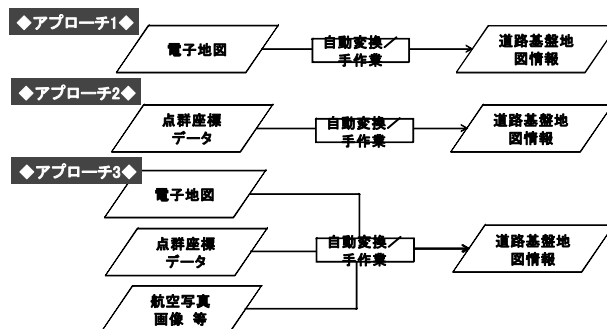 ◆アプローチ1◆
電子地図
自動変換／
手作業
道路基盤地
図情報
◆アプローチ2◆
点群座標
データ
自動変換／
手作業
道路基盤地
図情報
◆アプローチ3◆
電子地図
点群座標
データ
自動変換／
手作業
道路基盤地
図情報
航空写真
画像 等